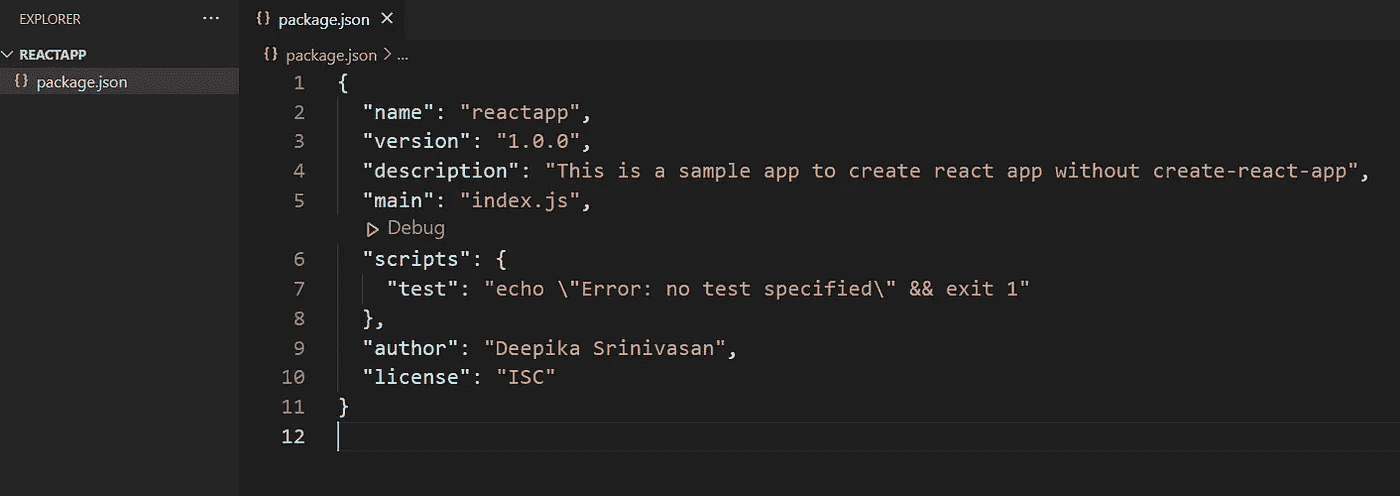 EXPLORER ...
REACTAPP
{} package.json
{} package.json ×
{} package.json > ...
1 {
2 "name": "reactapp",
3 "version": "1.0.0",
4 "description": "This is a sample app to create react app without create-react-app",
5 "main": "index.js",
Debug
6 "scripts": {
7 "test": "echo \"Error: no test specified\" && exit 1"
8 },
9 "author": "Deepika Srinivasan",
10 "license": "ISC"
11 }
12